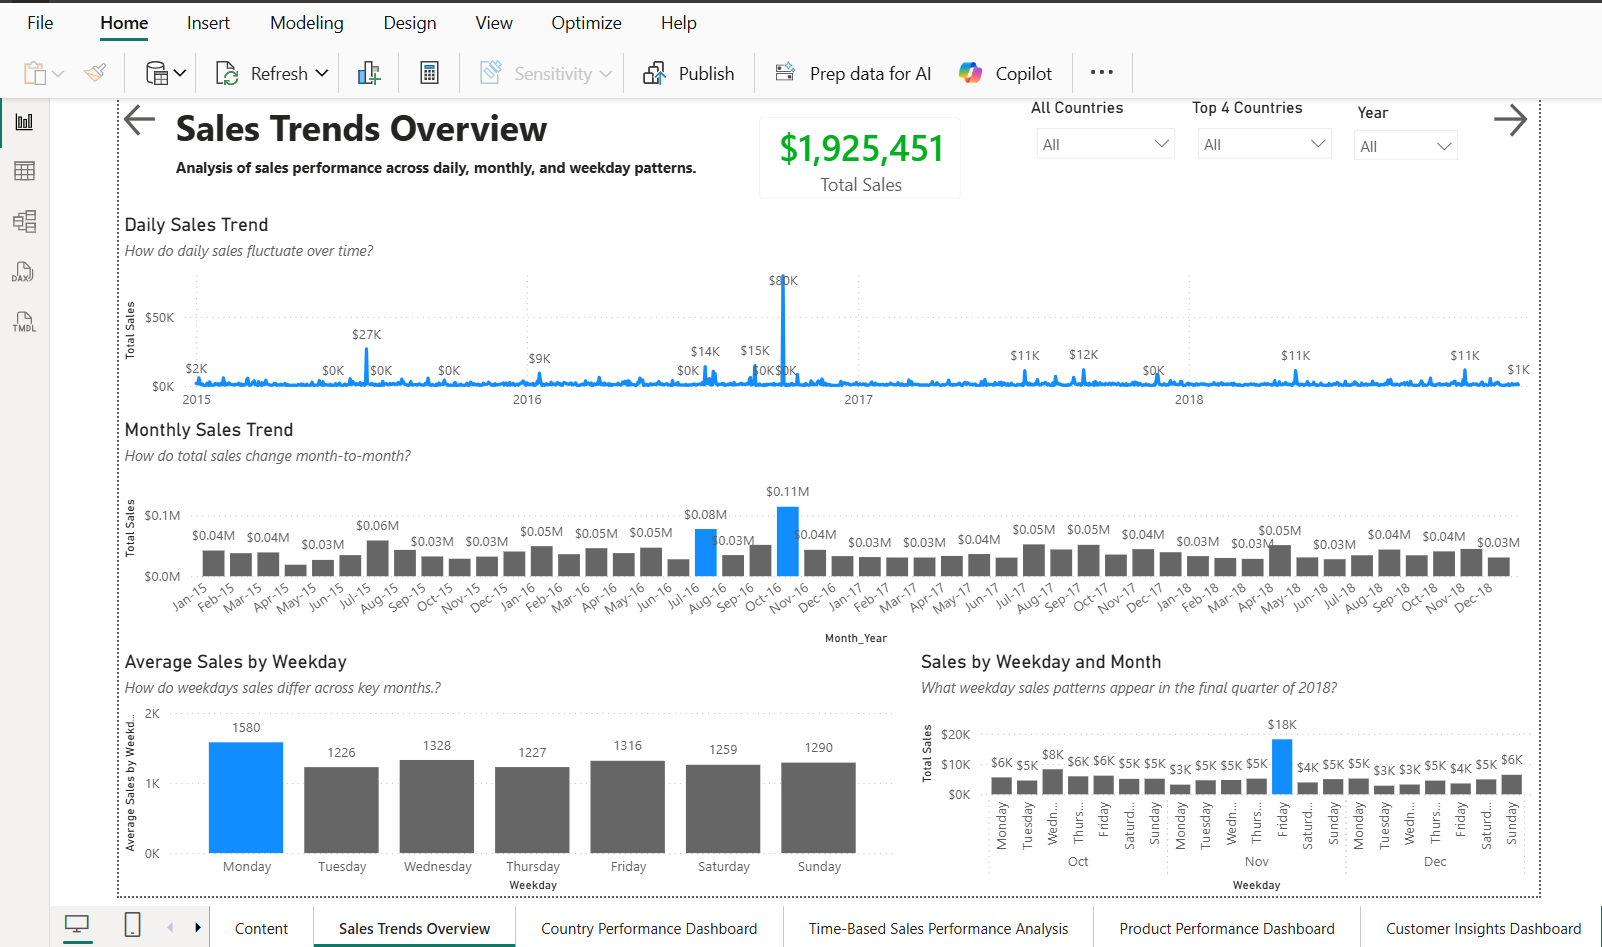 File Home Insert Modeling Design View Optimize Help
Refresh Sensitivity Publish Prep data for AI Copilot ...
DAX
TMDL
Sales Trends Overview
Analysis of sales performance across daily, monthly, and weekday patterns.
$1,925,451
Total Sales
All Countries Top 4 Countries Year
All All All
Daily Sales Trend
How do daily sales fluctuate over time?
Total Sales
$50K
$0K
$2K $27K $0K $0K $0K $9K $0K $14K $15K $80K $0K $0K $11K $12K $0K $11K $11K $1K
2015 2016 2017 2018
Monthly Sales Trend
How do total sales change month-to-month?
Total Sales
$0.1M
$0.0M
$0.04M $0.04M $0.03M $0.06M $0.03M $0.03M $0.05M $0.05M $0.05M $0.08M $0.03M $0.11M $0.04M $0.03M $0.03M $0.04M $0.05M $0.05M $0.04M $0.03M $0.03M $0.05M $0.03M $0.04M $0.04M $0.03M
Jan-15 Feb-15 Mar-15 Apr-15 May-15 Jun-15 Jul-15 Aug-15 Sep-15 Oct-15 Nov-15 Dec-15 Jan-16 Feb-16 Mar-16 Apr-16 May-16 Jun-16 Jul-16 Aug-16 Sep-16 Oct-16 Nov-16 Dec-16 Jan-17 Feb-17 Mar-17 Apr-17 May-17 Jun-17 Jul-17 Aug-17 Sep-17 Oct-17 Nov-17 Dec-17 Jan-18 Feb-18 Mar-18 Apr-18 May-18 Jun-18 Jul-18 Aug-18 Sep-18 Oct-18 Nov-18 Dec-18
Month_Year
Average Sales by Weekday
How do weekdays sales differ across key months.?
Average Sales by Weekd...
2K
1K
0K
1580 1226 1328 1227 1316 1259 1290
Monday Tuesday Wednesday Thursday Friday Saturday Sunday
Weekday
Sales by Weekday and Month
What weekday sales patterns appear in the final quarter of 2018?
Total Sales
$20K
$10K
$0K
$6K $5K $8K $6K $6K $5K $5K $3K $5K $5K $5K $18K $4K $5K $5K $3K $3K $5K $4K $5K $6K
Monday Tuesday Wedn... Thurs... Friday Saturd... Sunday Monday Tuesday Wedn... Thurs... Friday Saturd... Sunday Monday Tuesday Wedn... Thurs... Friday Saturd... Sunday
Oct Nov Dec
Weekday
Content Sales Trends Overview Country Performance Dashboard Time-Based Sales Performance Analysis Product Performance Dashboard Customer Insights Dashboard